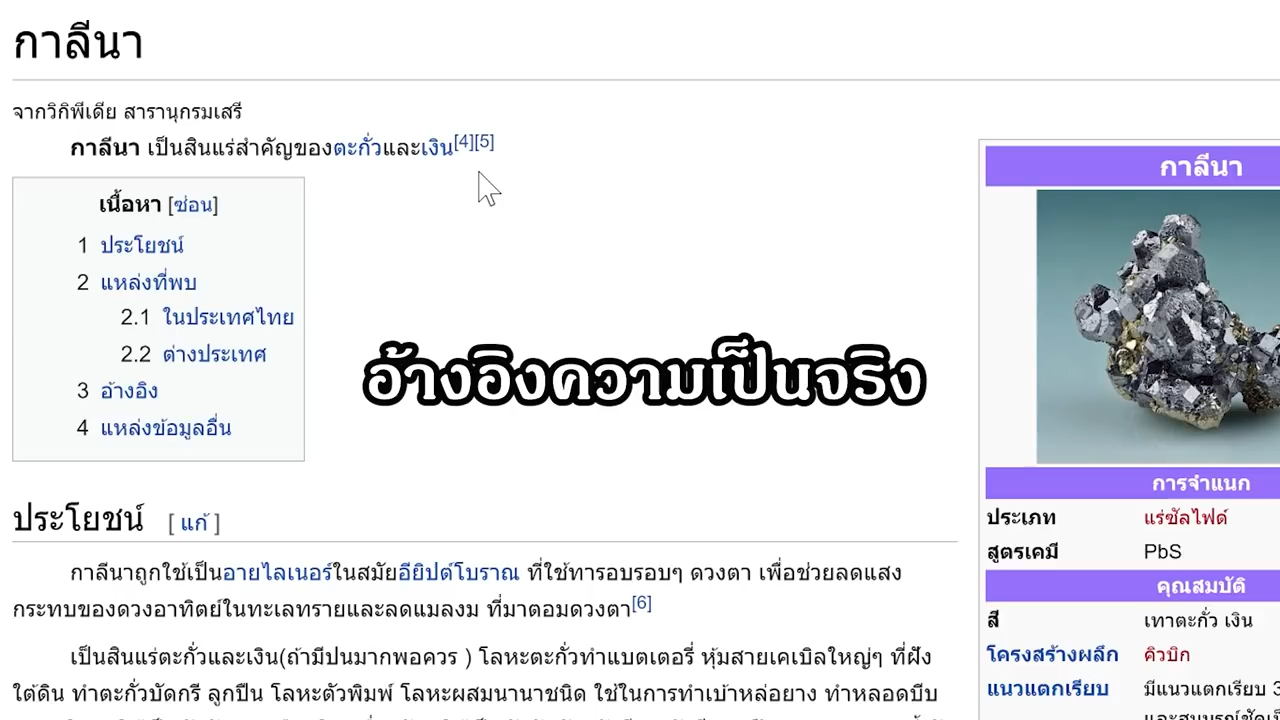 กาลีนา
จากวิกิพีเดีย สารานุกรมเสรี
กาลีนา เป็นสินแร่สำคัญของตะกั่วและเงิน[4][5]
เนื้อหา [ซ่อน]
1 ประโยชน์
2 แหล่งที่พบ
2.1 ในประเทศไทย
2.2 ต่างประเทศ
3 อ้างอิง
4 แหล่งข้อมูลอื่น
อ้างอิงความเป็นจริง
ประโยชน์ [ แก้ ]
กาลีนาถูกใช้เป็นอายไลเนอร์ในสมัยอียิปต์โบราณ ที่ใช้ทารอบรอบๆ ดวงตา เพื่อช่วยลดแสง
กระทบของดวงอาทิตย์ในทะเลทรายและลดแมลงม ที่มาตอมดวงตา[6]
เป็นสินแร่ตะกั่วและเงิน(ถ้ามีปนมากพอควร ) โลหะตะกั่วทำแบตเตอรี่ หุ้มสายเคเบิลใหญ่ๆ ที่ฝัง
ใต้ดิน ทำตะกั่วบัดกรี ลูกปืน โลหะตัวพิมพ์ โลหะผสมนานาชนิด ใช้ในการทำเบ้าหล่อยาง ทำหลอดบีบ
กาลีนา
การจำแนก
ประเภท แร่ซัลไฟด์
สูตรเคมี PbS
คุณสมบัติ
สี เทาตะกั่ว เงิน
โครงสร้างผลึก คิวบิก
แนวแตกเรียบ มีแนวแตกเรียบ 3